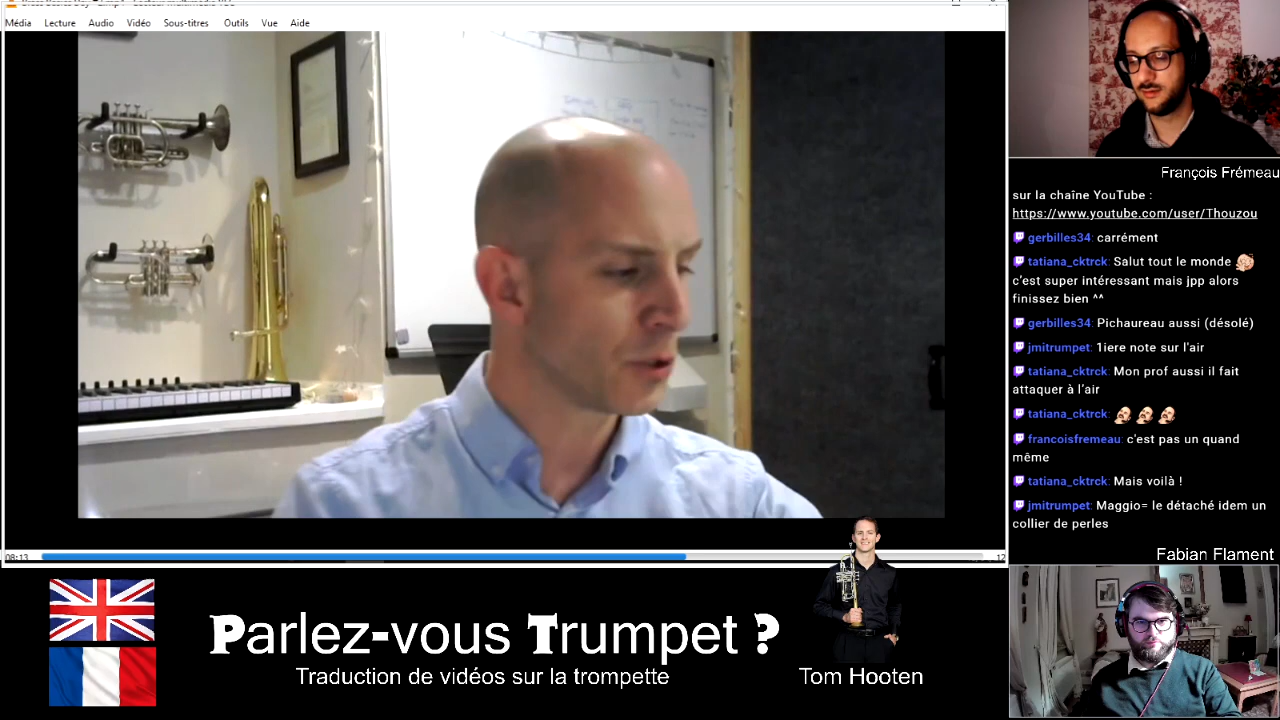 Média Lecture Audio Vidéo Sous-titres Outils Vue Aide
08:13
12
François Frémeau
sur la chaîne YouTube :
https://www.youtube.com/user/Thouzou
gerbilles34: carrément
tatiana_cktrck: Salut tout le monde
c'est super intéressant mais jpp alors
finissez bien ^^
gerbilles34: Pichaureau aussi (désolé)
jmitrumpet: 1iere note sur l'air
tatiana_cktrck: Mon prof aussi il fait
attaquer à l'air
tatiana_cktrck:
francoisfremeau: c'est pas un quand
même
tatiana_cktrck: Mais voilà !
jmitrumpet: Maggio= le détaché idem un
collier de perles
Fabian Flament
Parlez-vous Trumpet ?
Traduction de vidéos sur la trompette
Tom Hooten